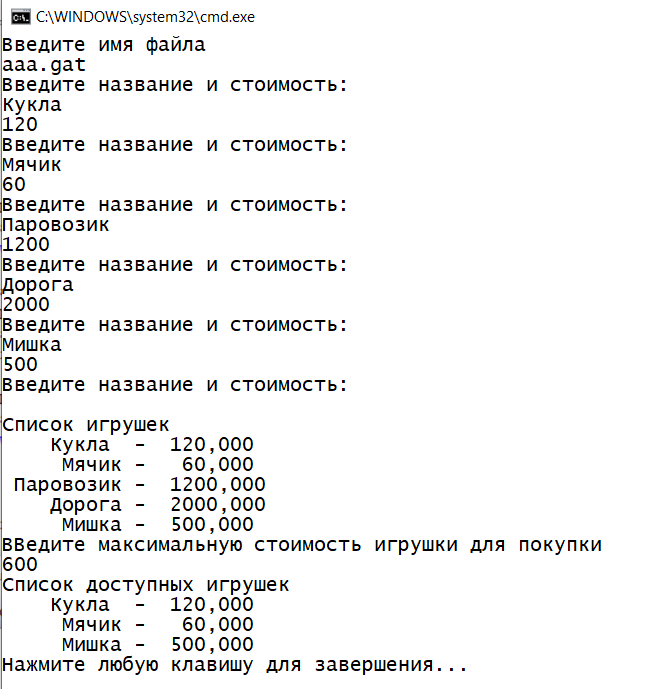 C:\WINDOWS\system32\cmd.exe
Введите имя файла
aaa.gat
Введите название и стоимость:
Кукла
120
Введите название и стоимость:
Мячик
60
Введите название и стоимость:
Паровозик
1200
Введите название и стоимость:
Дорога
2000
Введите название и стоимость:
Мишка
500
Введите название и стоимость:
Список игрушек
Кукла - 120,000
Мячик - 60,000
Паровозик - 1200,000
Дорога - 2000,000
Мишка - 500,000
ВВедите максимальную стоимость игрушки для покупки
600
Список доступных игрушек
Кукла - 120,000
Мячик - 60,000
Мишка - 500,000
Нажмите любую клавишу для завершения...